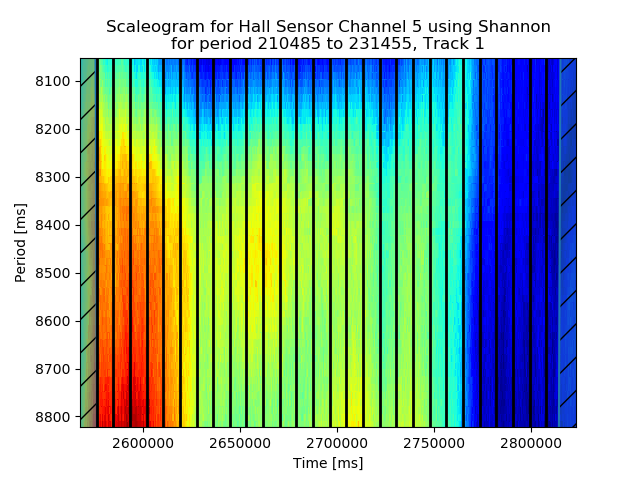 Scaleogram for Hall Sensor Channel 5 using Shannon
for period 210485 to 231455, Track 1
Period [ms]
8100
8200
8300
8400
8500
8600
8700
8800
2600000 2650000 2700000 2750000 2800000
Time [ms]